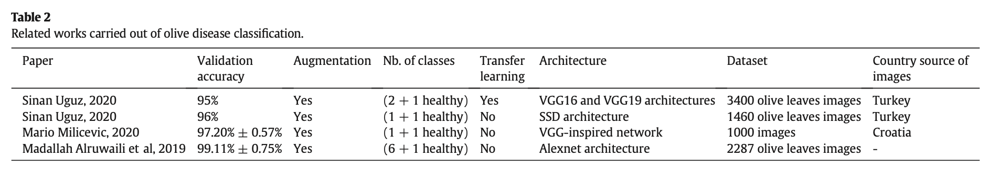 Table 2
Related works carried out of olive disease classification.
Paper Validation accuracy Augmentation Nb. of classes Transfer learning Architecture Dataset Country source of images
Sinan Uguz, 2020 95% Yes (2 + 1 healthy) Yes VGG16 and VGG19 architectures 3400 olive leaves images Turkey
Sinan Uguz, 2020 96% Yes (1 + 1 healthy) No SSD architecture 1460 olive leaves images Turkey
Mario Milicevic, 2020 97.20% ± 0.57% Yes (1 + 1 healthy) No VGG-inspired network 1000 images Croatia
Madallah Alruwaili et al, 2019 99.11% ± 0.75% Yes (6 + 1 healthy) No Alexnet architecture 2287 olive leaves images -